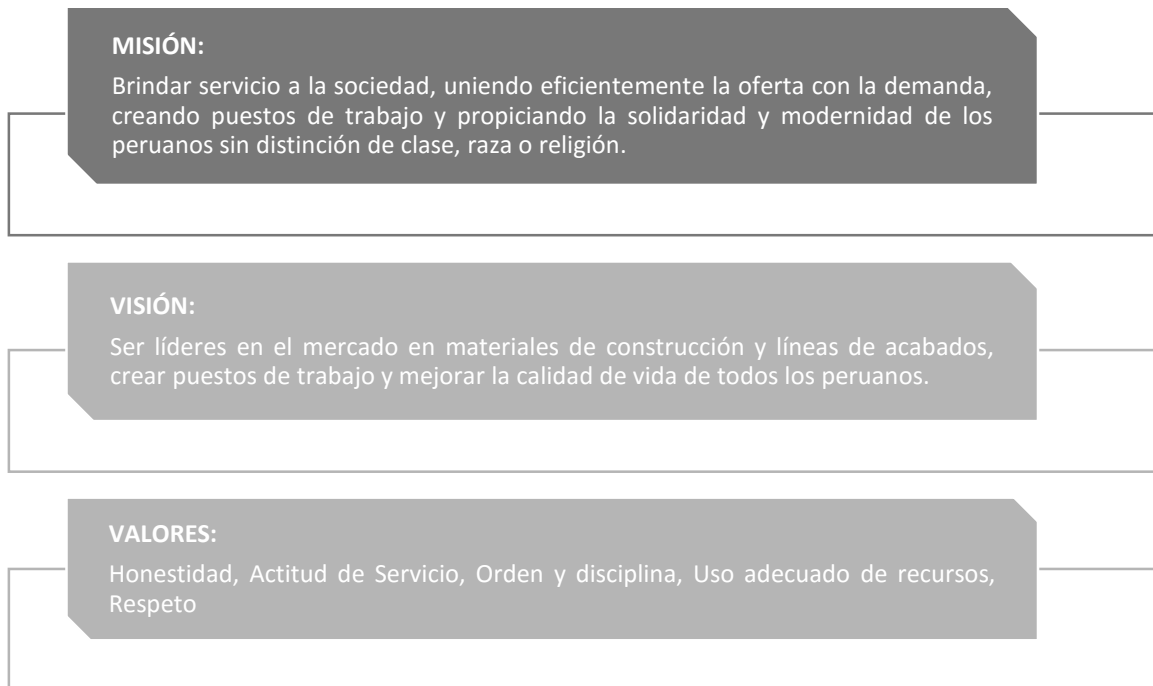 MISIÓN:
Brindar servicio a la sociedad, uniendo eficientemente la oferta con la demanda,
creando puestos de trabajo y propiciando la solidaridad y modernidad de los
peruanos sin distinción de clase, raza o religión.
VISIÓN:
Ser líderes en el mercado en materiales de construcción y líneas de acabados,
crear puestos de trabajo y mejorar la calidad de vida de todos los peruanos.
VALORES:
Honestidad, Actitud de Servicio, Orden y disciplina, Uso adecuado de recursos,
Respeto